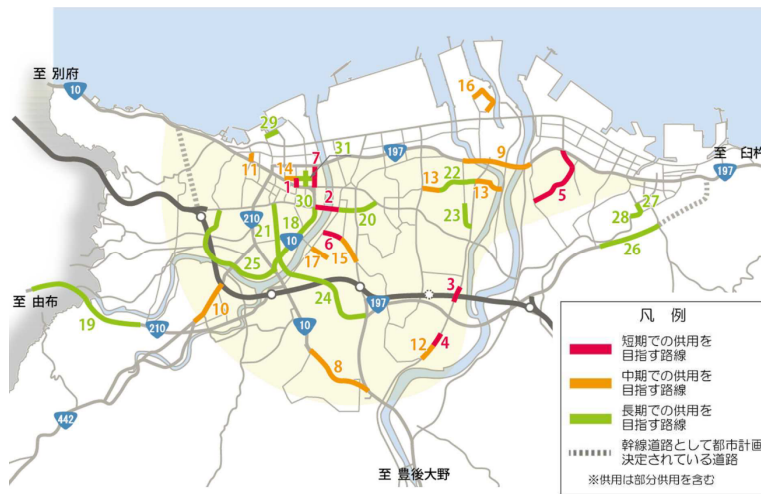 至 別府
10
16
29
31
7
197
9
至 臼杵
197
11
14
1
30
2
20
13
22
13
5
210
21
18
10
6
23
27
28
25
17
15
26
至 由布
19
210
10
24
197
3
凡 例
短期での供用を
目指す路線
中期での供用を
目指す路線
長期での供用を
目指す路線
幹線道路として都市計画
決定されている道路
※供用は部分供用を含む
10
8
12
4
442
至 豊後大野